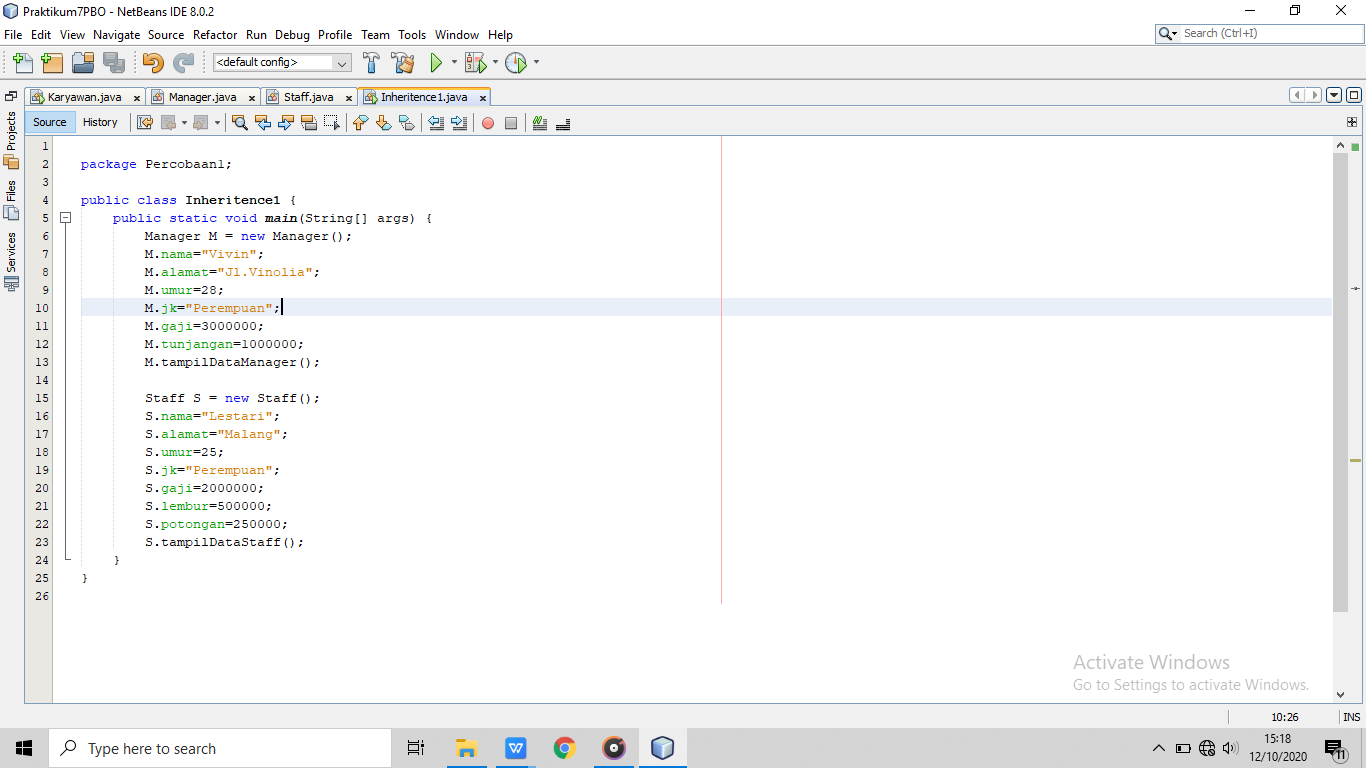 Praktikum7PBO - NetBeans IDE 8.0.2
File Edit View Navigate Source Refactor Run Debug Profile Team Tools Window Help
Search (Ctrl+I)
<default config>
Karyawan.java Manager.java Staff.java Inheritence1.java
Source History
Projects
Files
Services
1
2 package Percobaan1;
3
4 public class Inheritence1 {
5 public static void main(String[] args) {
6 Manager M = new Manager();
7 M.nama="Vivin";
8 M.alamat="Jl.Vinolia";
9 M.umur=28;
10 M.jk="Perempuan";
11 M.gaji=3000000;
12 M.tunjangan=1000000;
13 M.tampilDataManager();
14
15 Staff S = new Staff();
16 S.nama="Lestari";
17 S.alamat="Malang";
18 S.umur=25;
19 S.jk="Perempuan";
20 S.gaji=2000000;
21 S.lembur=500000;
22 S.potongan=250000;
23 S.tampilDataStaff();
24 }
25 }
26
Activate Windows
Go to Settings to activate Windows.
10:26 INS
Type here to search
15:18
12/10/2020
11